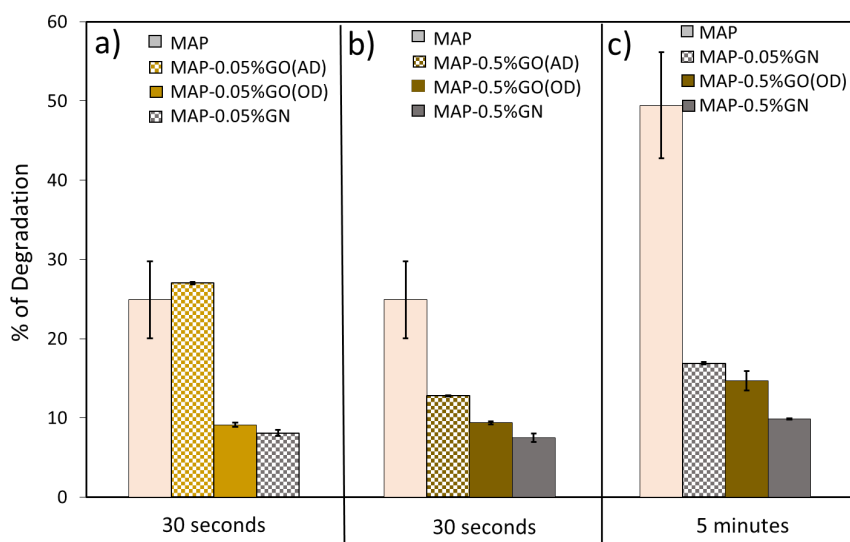 60
50
40
30
20
10
0
% of Degradation
a)
MAP
MAP-0.05%GO(AD)
MAP-0.05%GO(OD)
MAP-0.05%GN
30 seconds
b)
MAP
MAP-0.5%GO(AD)
MAP-0.5%GO(OD)
MAP-0.5%GN
30 seconds
c)
MAP
MAP-0.05%GN
MAP-0.5%GO(OD)
MAP-0.5%GN
5 minutes